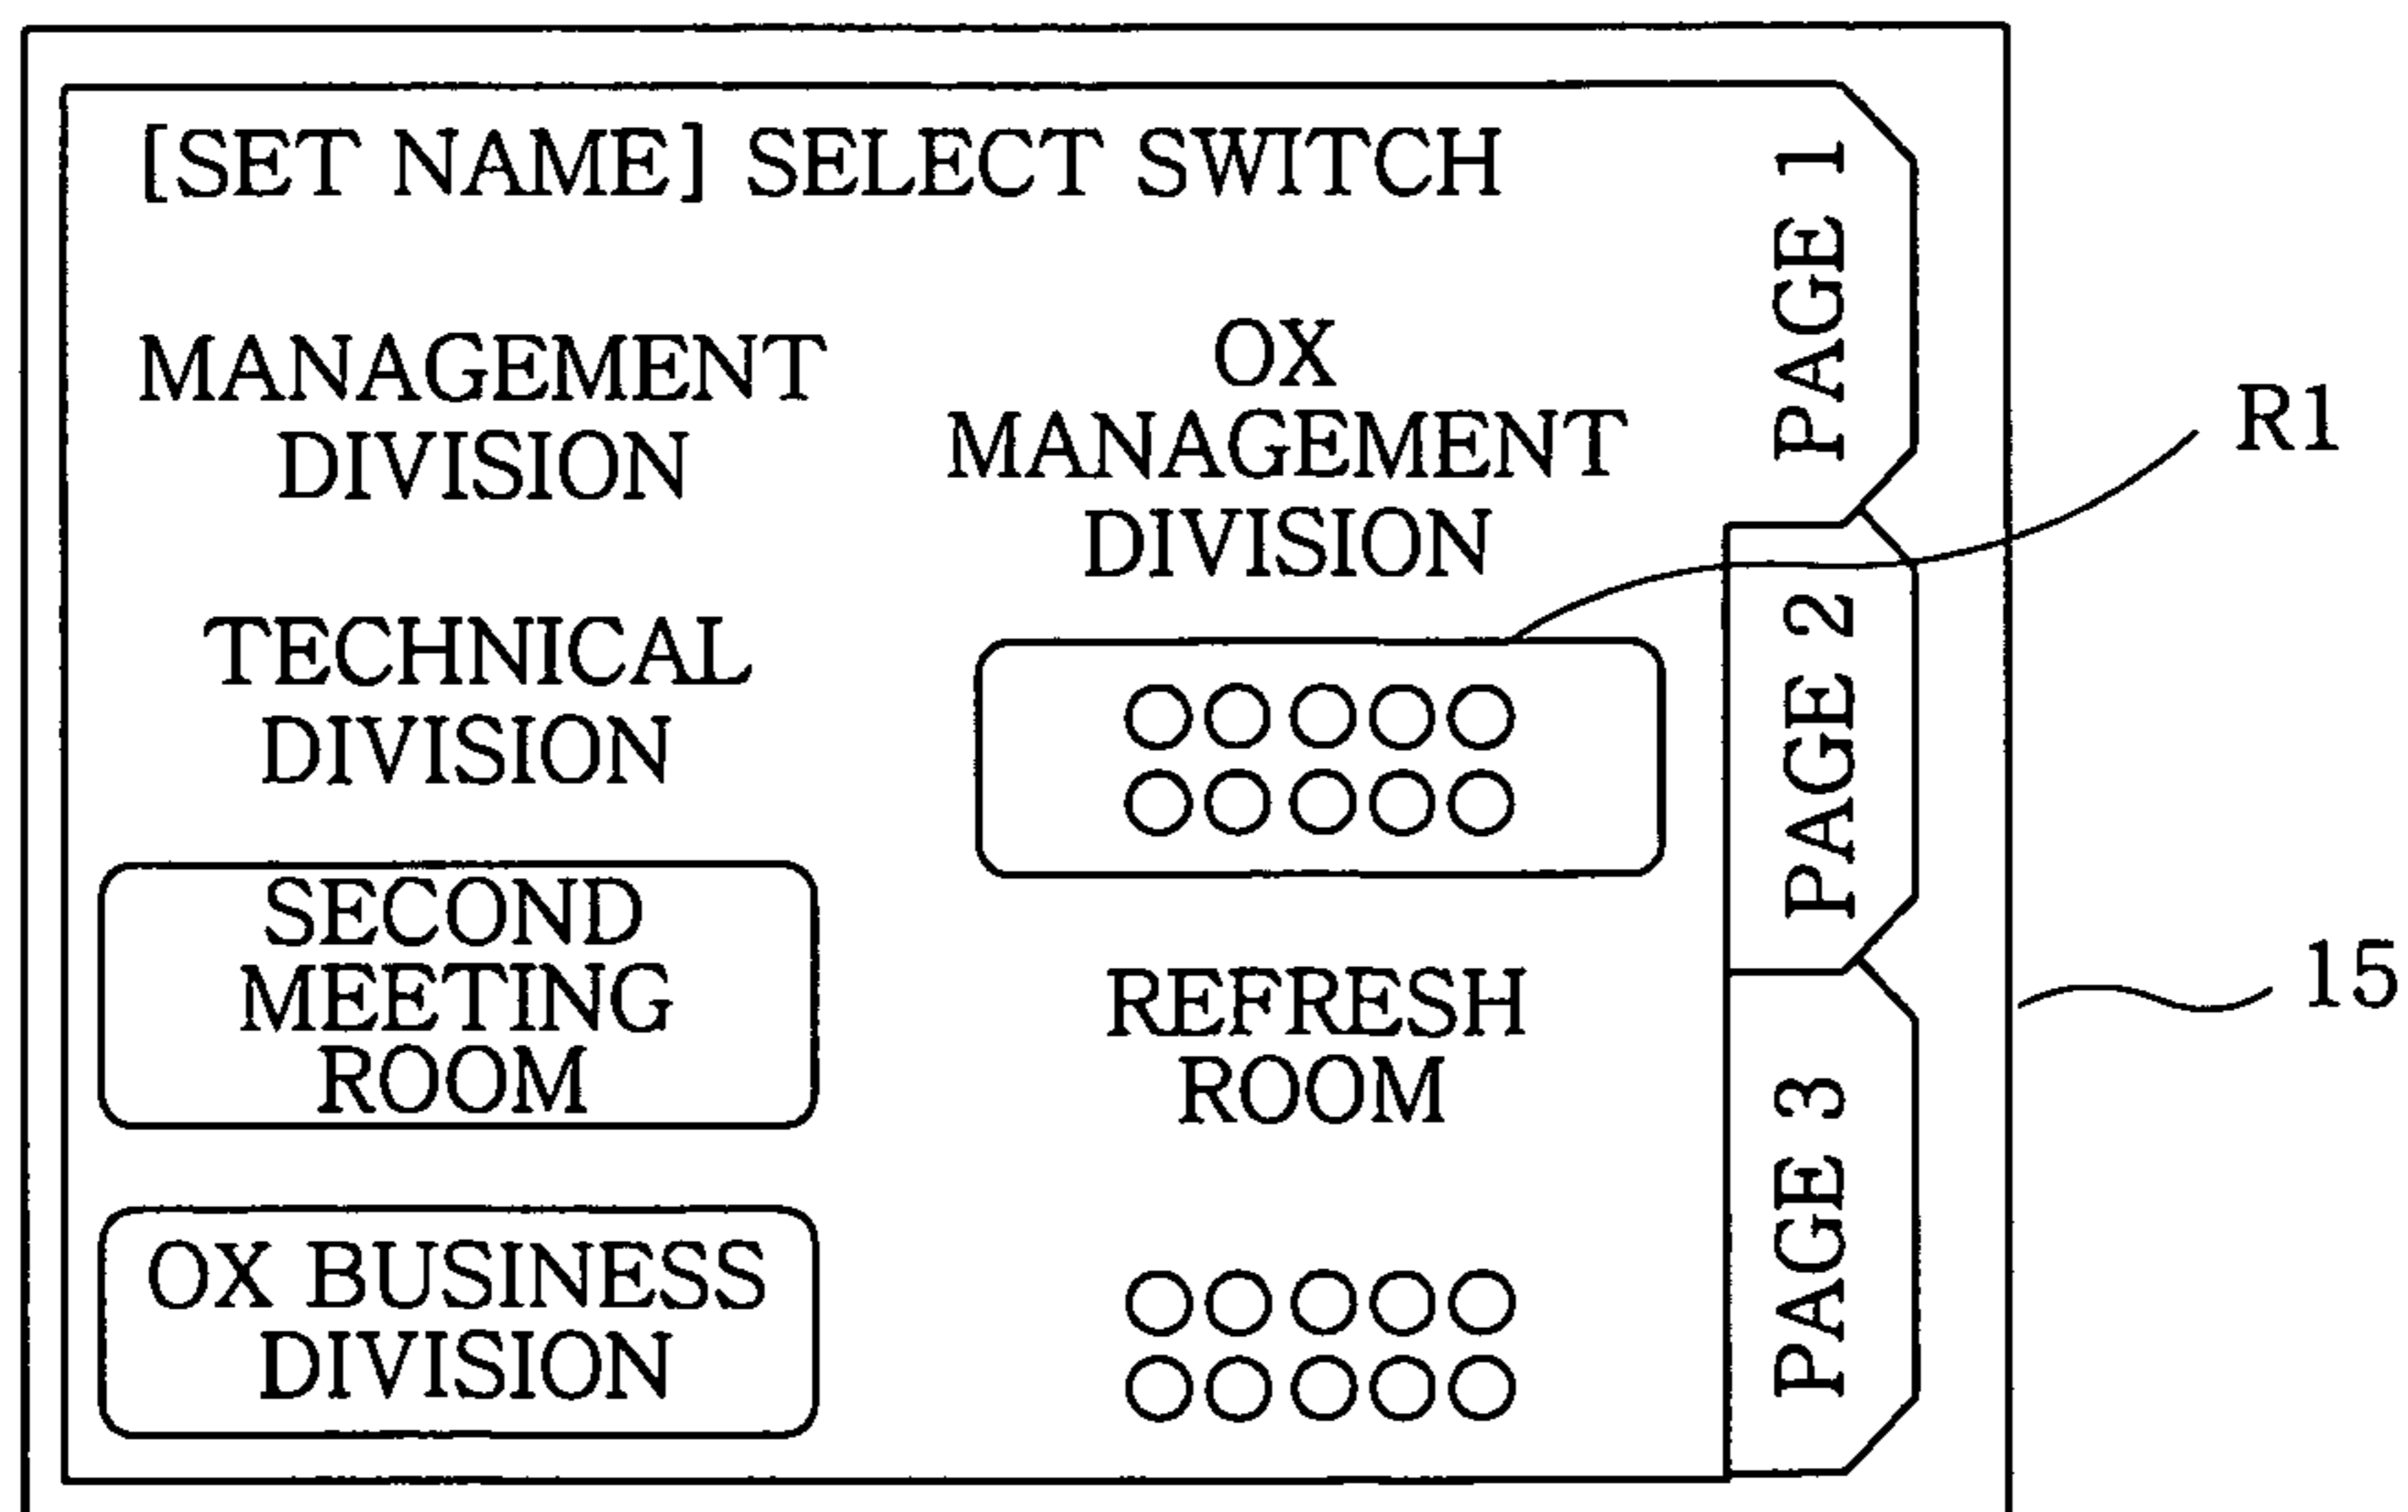 [SET NAME] SELECT SWITCH
MANAGEMENT
DIVISION
TECHNICAL
DIVISION
SECOND
MEETING
ROOM
OX BUSINESS
DIVISION
OX
MANAGEMENT
DIVISION
○○○○○
○○○○○
REFRESH
ROOM
○○○○○
○○○○○
PAGE 1
PAGE 2
PAGE 3
R1
15